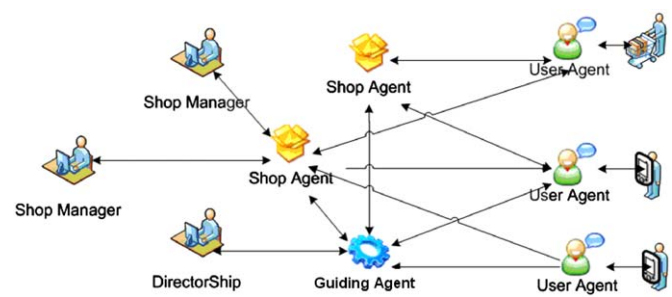 User Agent
Shop Agent
Shop Manager
Shop Agent
User Agent
Shop Manager
DirectorShip
Guiding Agent
User Agent